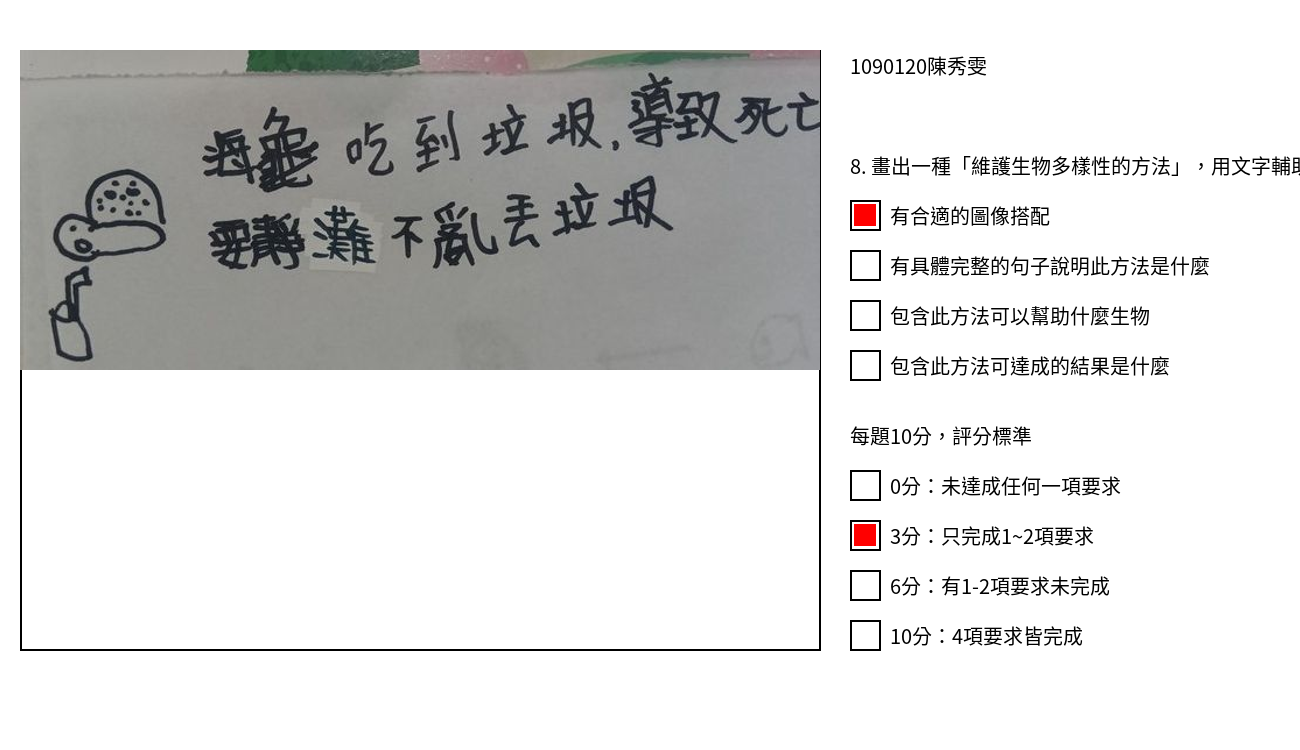 海龜吃到垃圾,導致死亡
要靜灘不亂丟垃圾
1090120陳秀雯
8. 畫出一種「維護生物多樣性的方法」，用文字輔助
有合適的圖像搭配
有具體完整的句子說明此方法是什麼
包含此方法可以幫助什麼生物
包含此方法可達成的結果是什麼
每題10分，評分標準
0分：未達成任何一項要求
3分：只完成1~2項要求
6分：有1-2項要求未完成
10分：4項要求皆完成